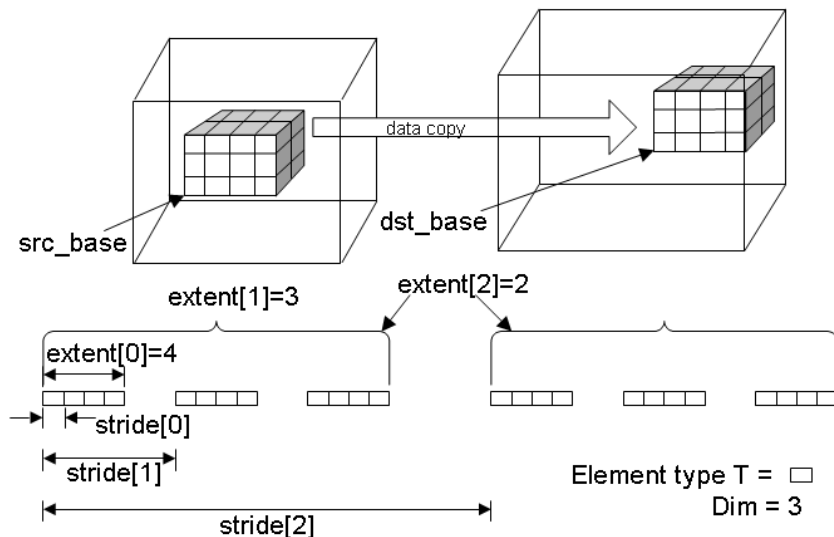 data copy
src_base
dst_base
extent[1]=3
extent[2]=2
extent[0]=4
stride[0]
stride[1]
stride[2]
Element type T =
Dim = 3